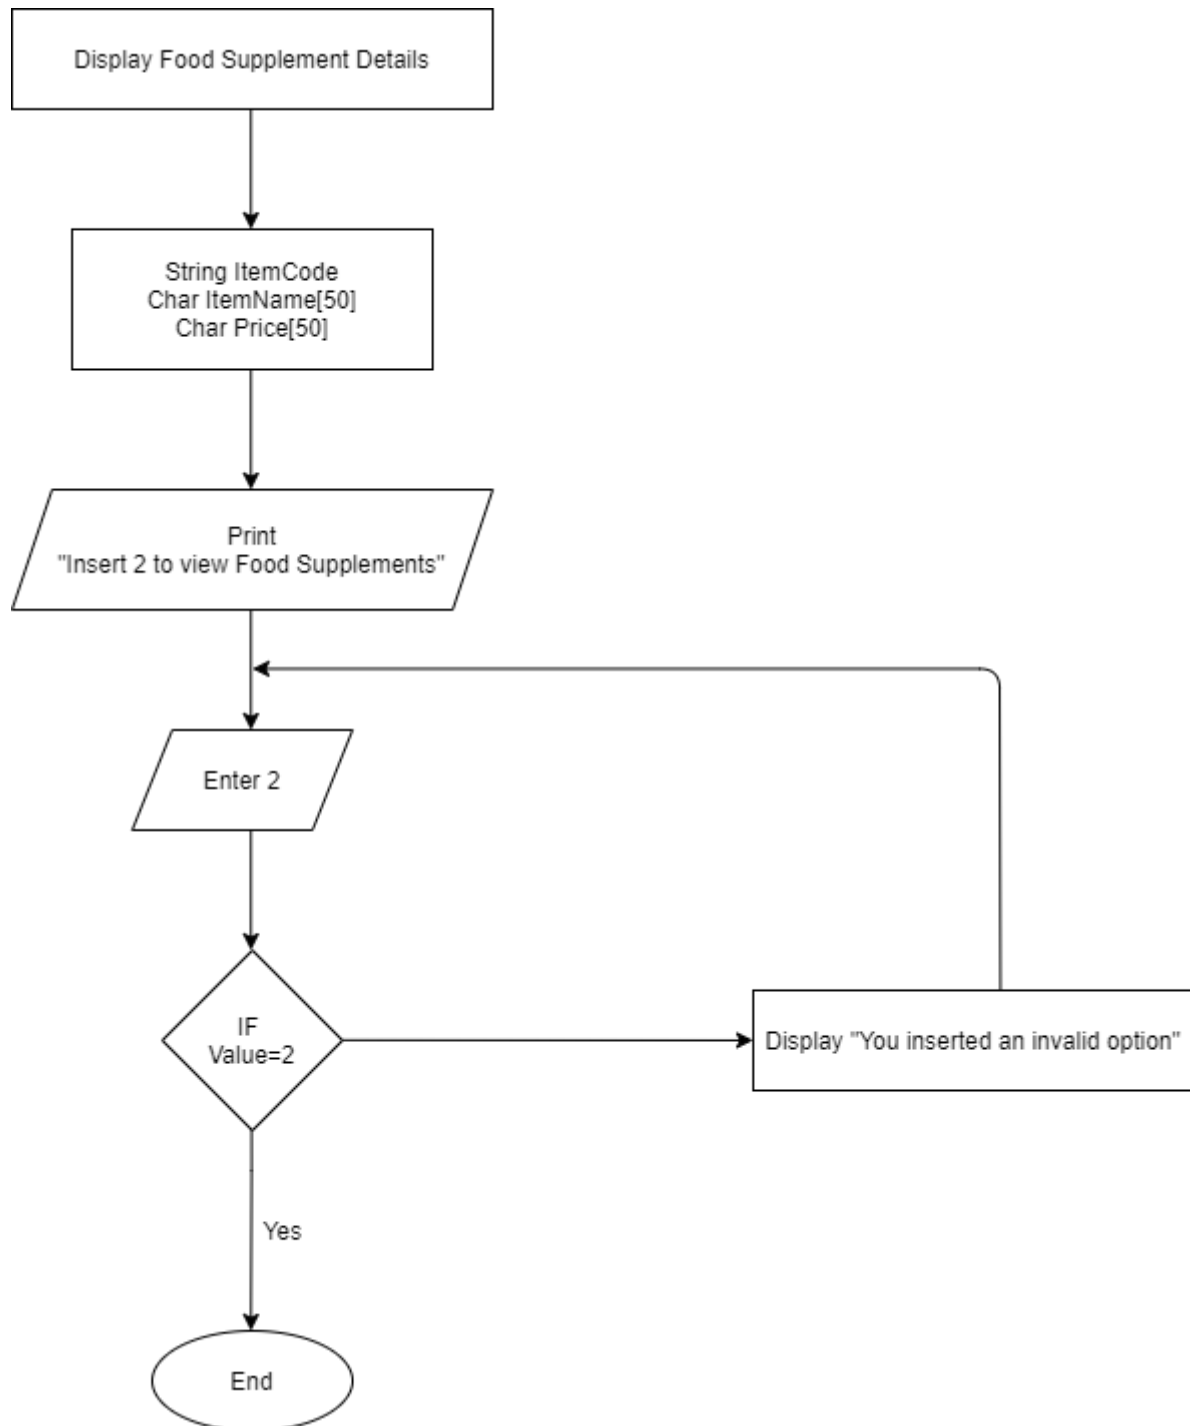 Display Food Supplement Details
String ItemCode
Char ItemName[50]
Char Price[50]
Print
"Insert 2 to view Food Supplements"
Enter 2
IF
Value=2
Display "You inserted an invalid option"
Yes
End